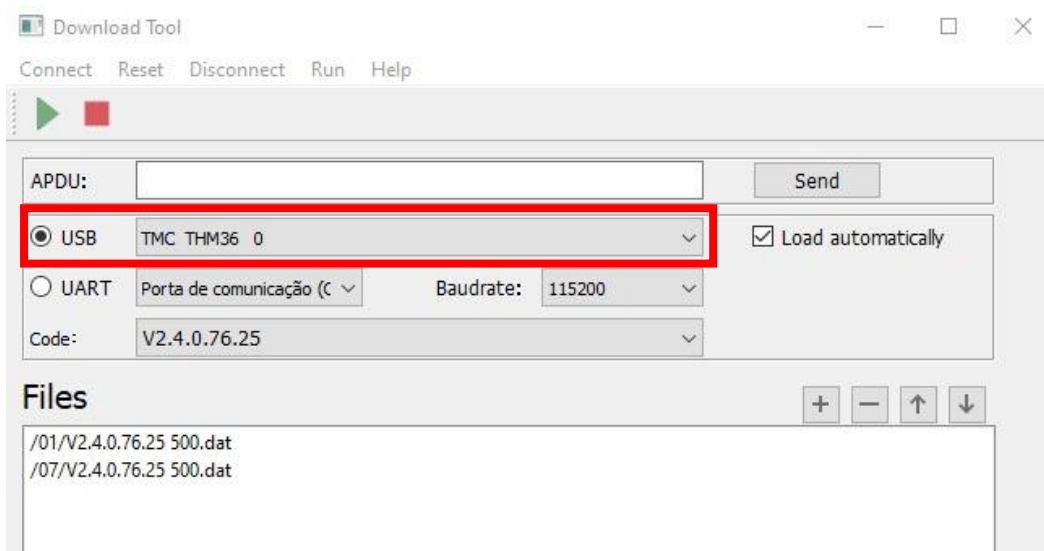 Download Tool
Connect Reset Disconnect Run Help
APDU: Send
USB TMC THM36 0 Load automatically
UART Porta de comunicação (C Baudrate: 115200
Code: V2.4.0.76.25
Files
/01/V2.4.0.76.25 500.dat
/07/V2.4.0.76.25 500.dat